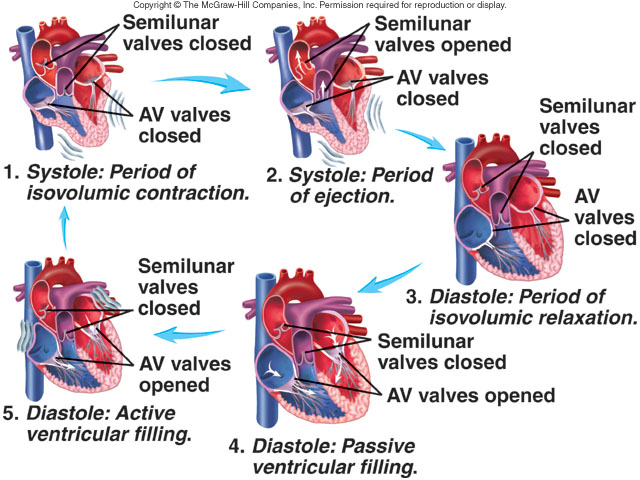 Copyright © The McGraw-Hill Companies, Inc. Permission required for reproduction or display.
Semilunar
valves closed
AV valves
closed
1. Systole: Period of
isovolumic contraction.
Semilunar
valves opened
AV valves
closed
2. Systole: Period
of ejection.
Semilunar
valves
closed
AV
valves
closed
3. Diastole: Period of
isovolumic relaxation.
Semilunar
valves closed
AV valves opened
4. Diastole: Passive
ventricular filling.
Semilunar
valves
closed
AV valves
opened
5. Diastole: Active
ventricular filling.